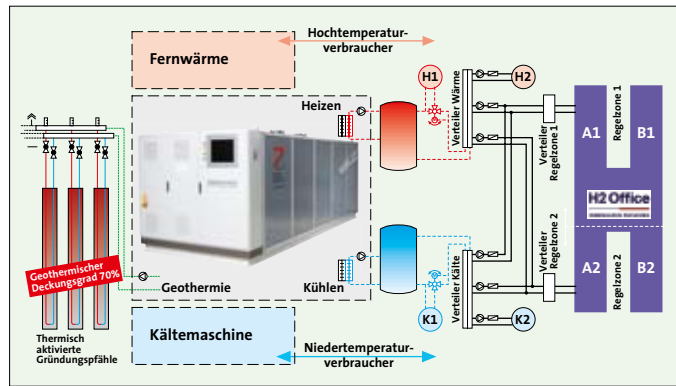 Fernwärme
Hochtemperatur-
verbraucher
H1
H2
Heizen
Verteiler Wärme
Verteiler
Regelzone 1
A1
Regelzone 1
B1
H2 Office
Geothermischer
Deckungsgrad 70%
Geothermie
Kühlen
K1
Verteiler Kälte
K2
Verteiler
Regelzone 2
A2
Regelzone 2
B2
Thermisch
aktivierte
Gründungspfähle
Kältemaschine
Niedertemperatur-
verbraucher